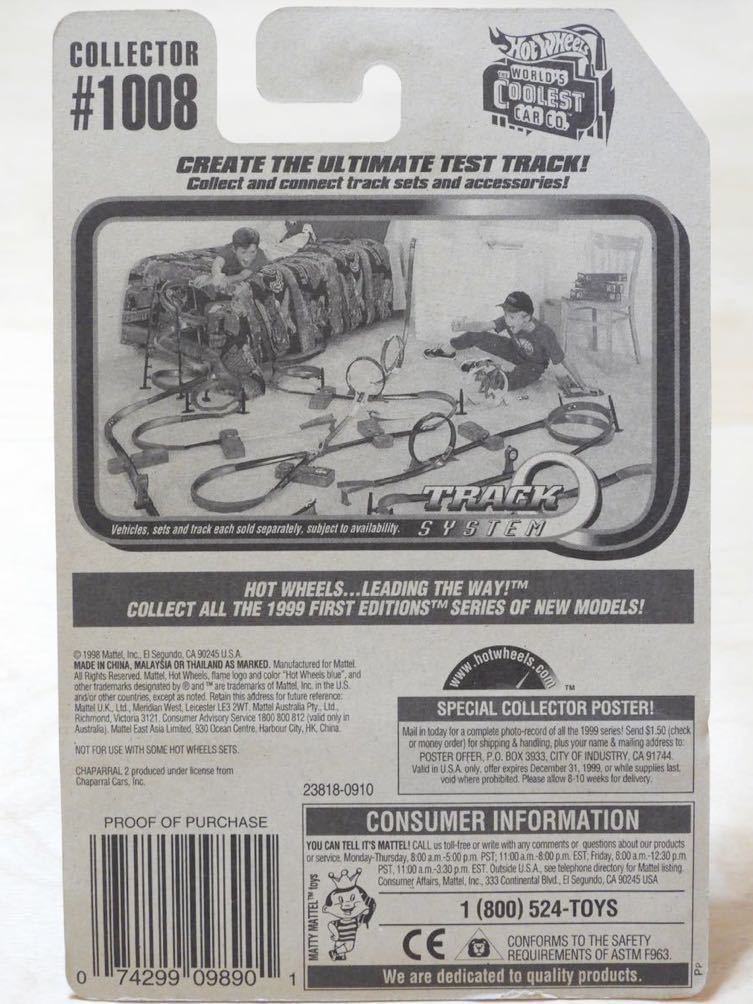 COLLECTOR
#1008
Hot Wheels
THE WORLD'S
COOLEST
CAR CO.™
CREATE THE ULTIMATE TEST TRACK!
Collect and connect track sets and accessories!
TRACK
SYSTEM
Vehicles, sets and track each sold separately, subject to availability.
HOT WHEELS...LEADING THE WAY!™
COLLECT ALL THE 1999 FIRST EDITIONS™ SERIES OF NEW MODELS!
© 1998 Mattel, Inc., El Segundo, CA 90245 U.S.A.
MADE IN CHINA, MALAYSIA OR THAILAND AS MARKED. Manufactured for Mattel.
All Rights Reserved. Mattel, Hot Wheels, flame logo and color "Hot Wheels blue", and
other trademarks designated by ® and ™ are trademarks of Mattel, Inc. in the U.S.
and/or other countries, except as noted. Retain this address for future reference:
Mattel U.K., Ltd., Meridian West, Leicester LE3 2WT. Mattel Australia Pty., Ltd.,
Richmond, Victoria 3121. Consumer Advisory Service 1800 800 812 (valid only in
Australia). Mattel East Asia Limited, 930 Ocean Centre, Harbour City, HK, China.
NOT FOR USE WITH SOME HOT WHEELS SETS.
CHAPARRAL 2 produced under license from
Chaparral Cars, Inc.
23818-0910
www.hotwheels.com
TM
SPECIAL COLLECTOR POSTER!
Mail in today for a complete photo-record of all the 1999 series! Send $1.50 (check
or money order) for shipping & handling, plus your name & mailing address to:
POSTER OFFER, P.O. BOX 3933, CITY OF INDUSTRY, CA 91744.
Valid in U.S.A. only, offer expires December 31, 1999, or while supplies last,
void where prohibited. Please allow 8-10 weeks for delivery.
PROOF OF PURCHASE
0 74299 09890 1
CONSUMER INFORMATION
YOU CAN TELL IT'S MATTEL! CALL us toll-free or write with any comments or questions about our products
or service, Monday-Thursday, 8:00 a.m.-5:00 p.m. PST; 11:00 a.m.-8:00 p.m. EST; Friday, 8:00 a.m.-12:30 p.m.
PST, 11:00 a.m.-3:30 p.m. EST. Outside U.S.A., see telephone directory for Mattel listing.
Consumer Affairs, Mattel, Inc., 333 Continental Blvd., El Segundo, CA 90245 USA
MATTY MATTEL™ toys
1 (800) 524-TOYS
CE
CONFORMS TO THE SAFETY
REQUIREMENTS OF ASTM F963.
We are dedicated to quality products.
PP